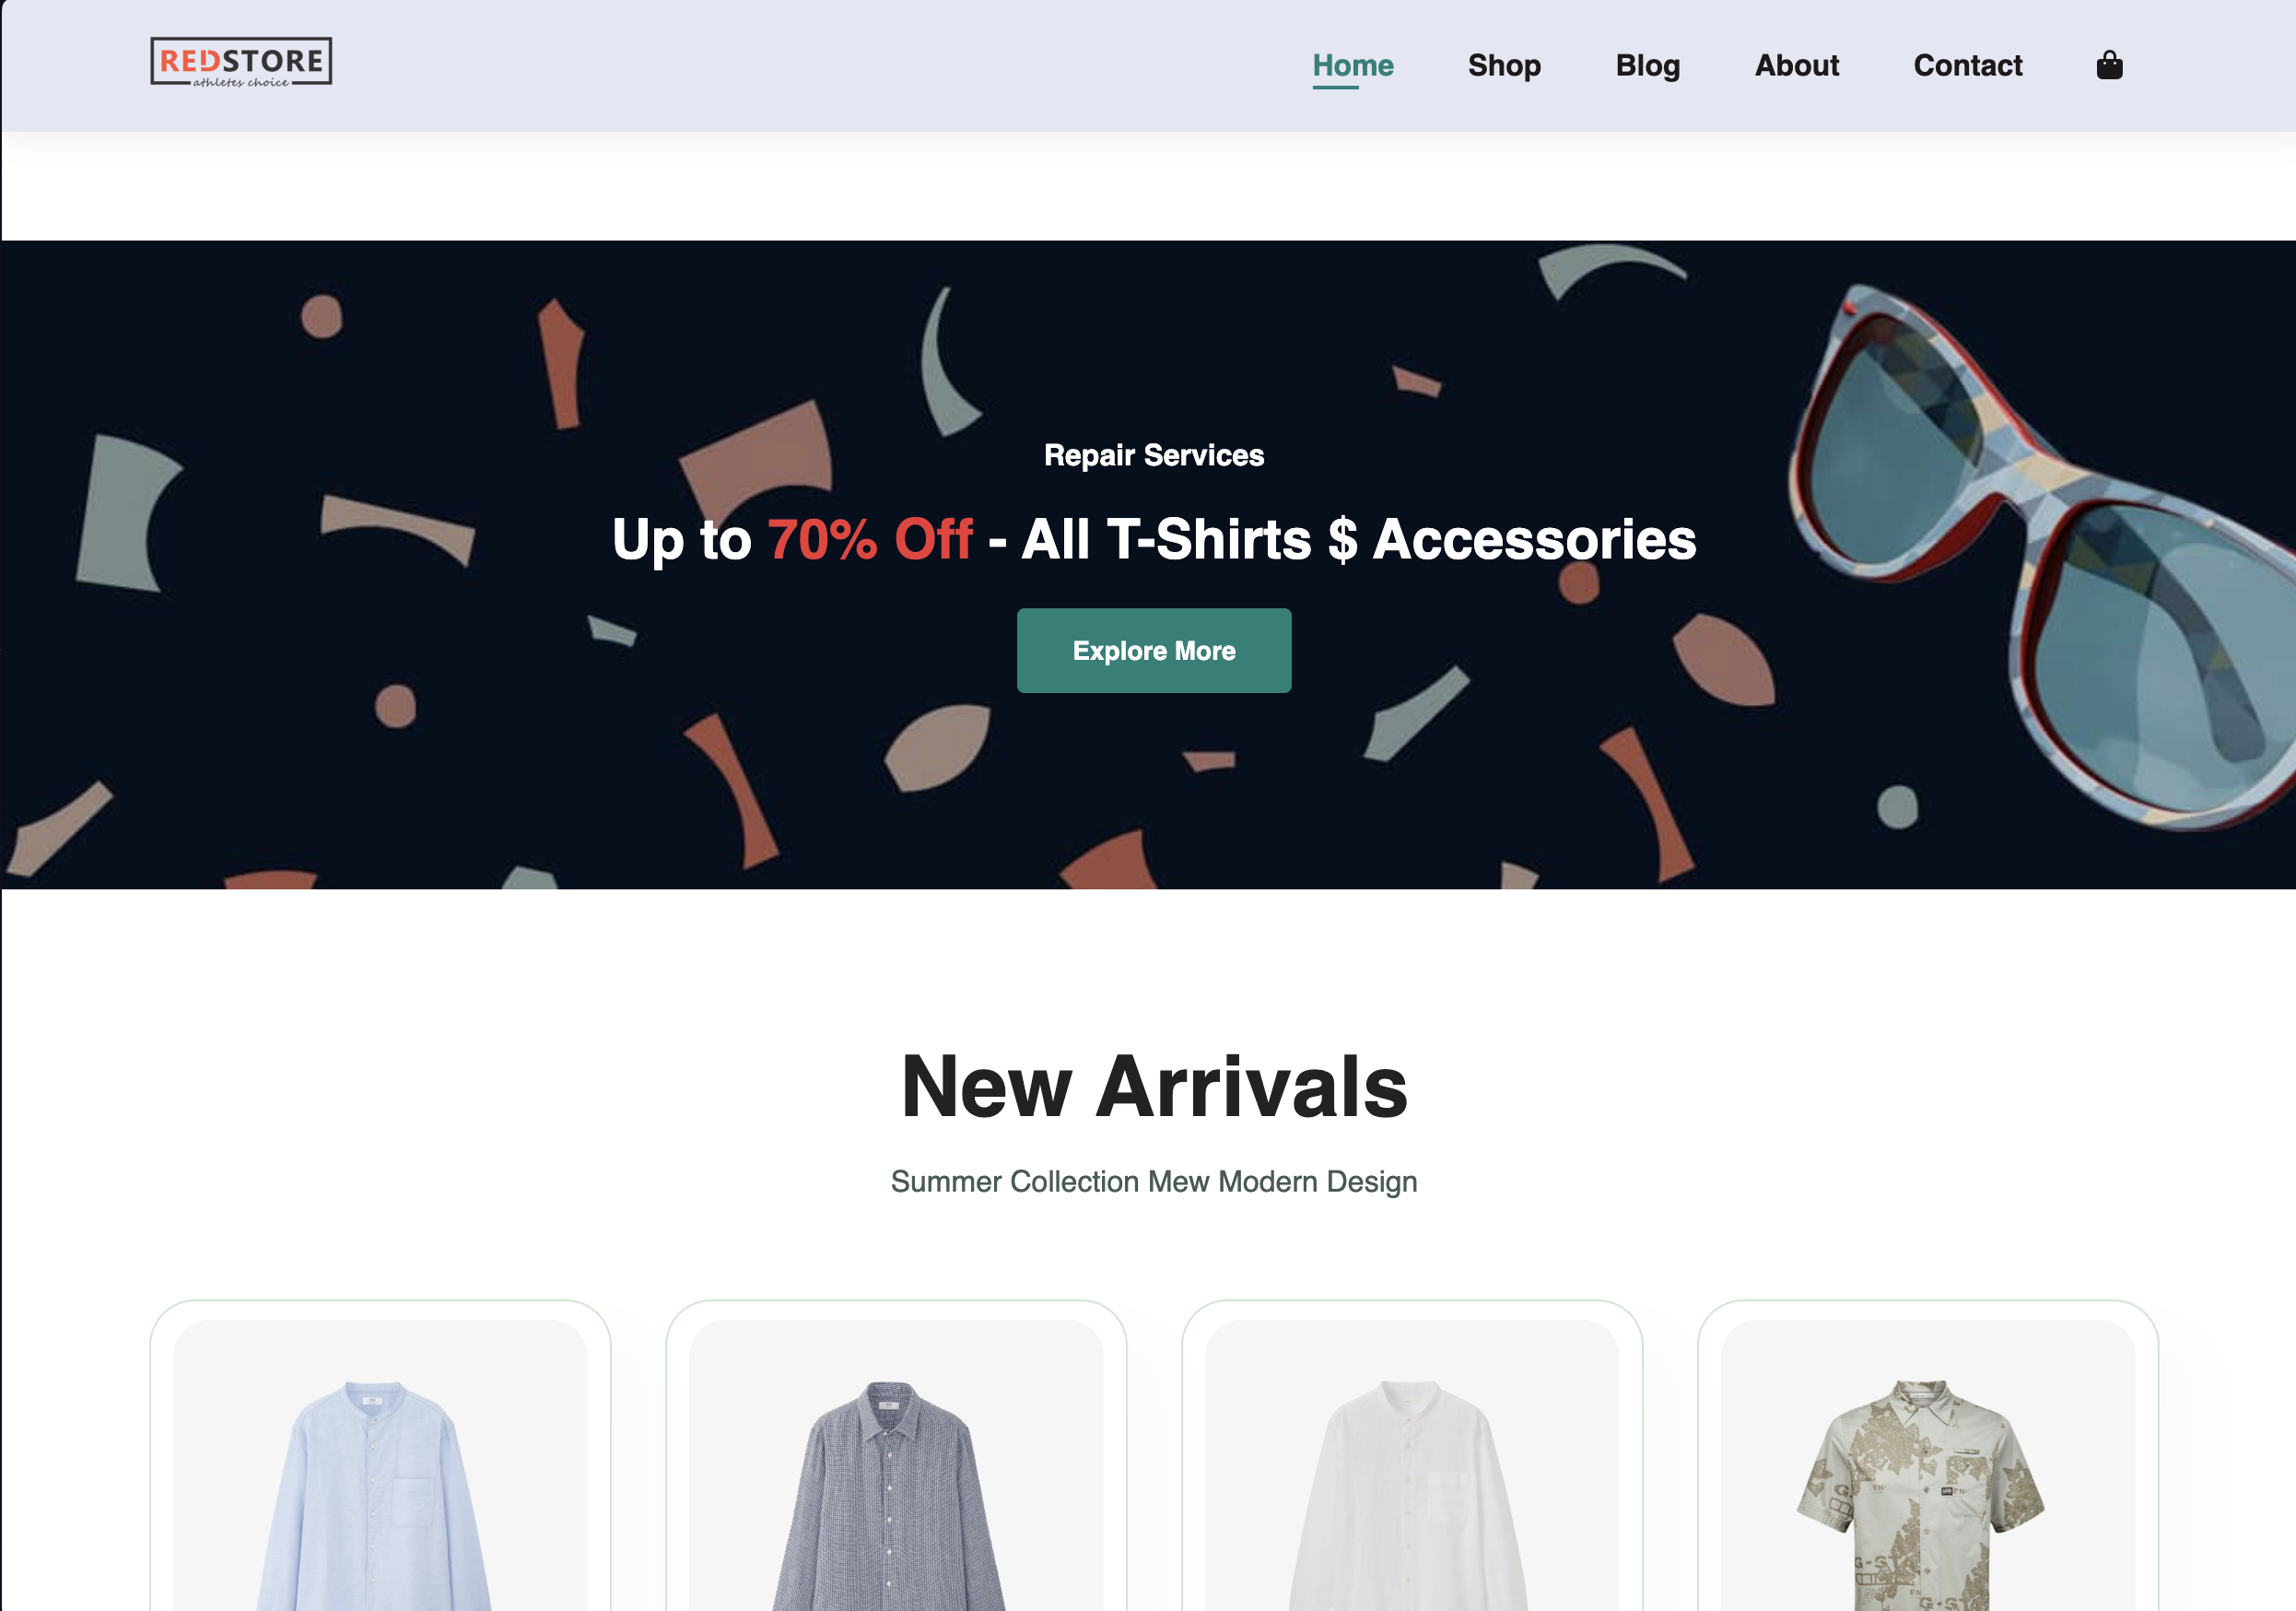 REDSTORE
athletes choice
Home Shop Blog About Contact
Repair Services
Up to 70% Off - All T-Shirts $ Accessories
Explore More
New Arrivals
Summer Collection Mew Modern Design